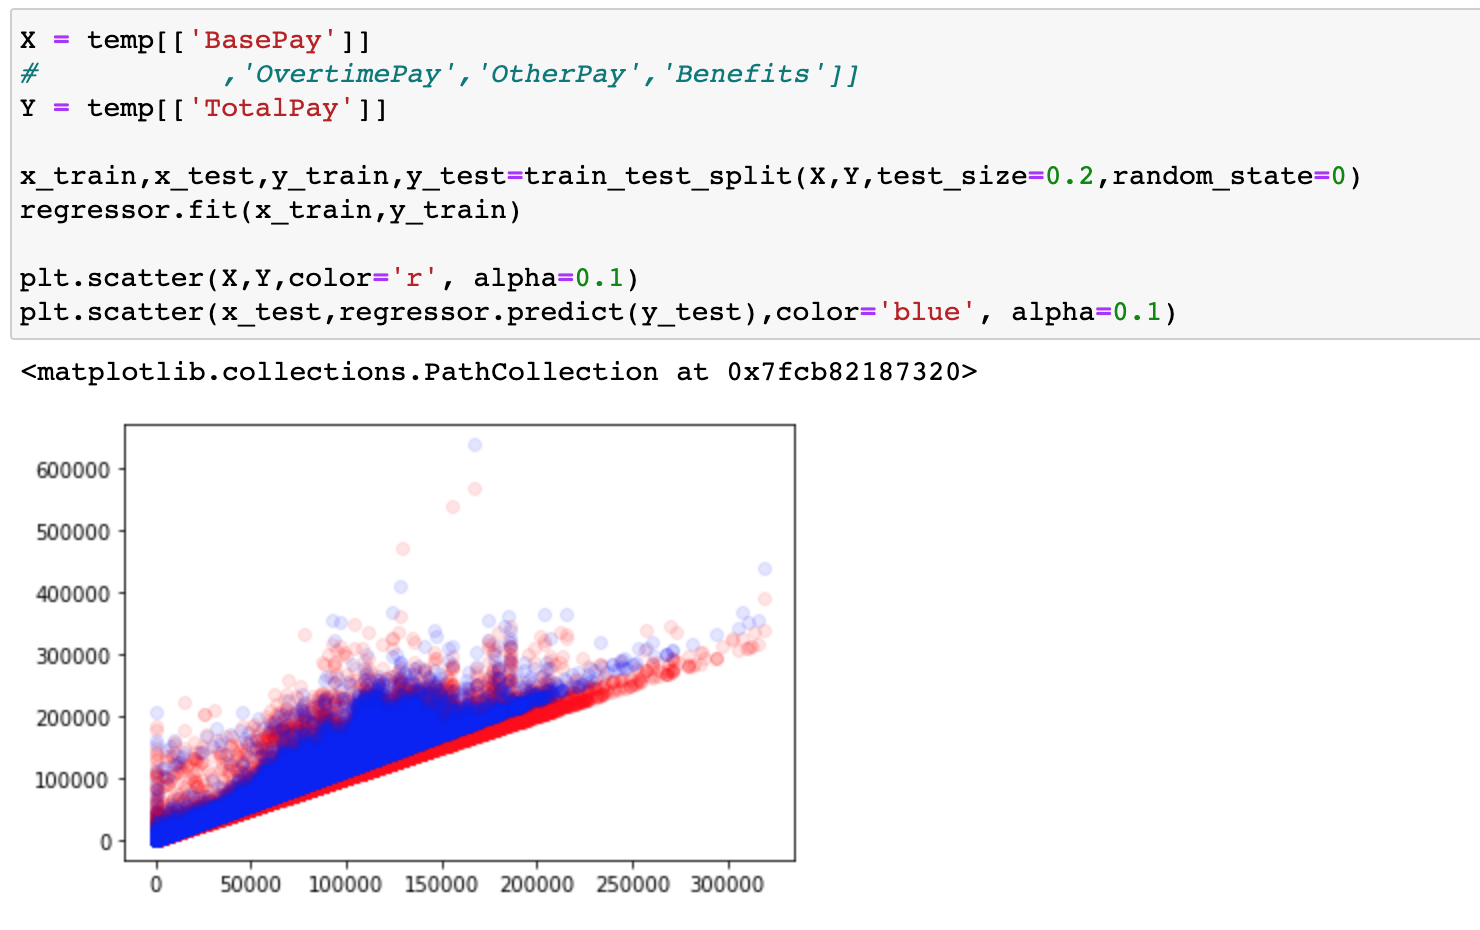 X = temp[['BasePay']]
#           ,'OvertimePay','OtherPay','Benefits']]
Y = temp[['TotalPay']]
x_train,x_test,y_train,y_test=train_test_split(X,Y,test_size=0.2,random_state=0)
regressor.fit(x_train,y_train)
plt.scatter(X,Y,color='r', alpha=0.1)
plt.scatter(x_test,regressor.predict(y_test),color='blue', alpha=0.1)
<matplotlib.collections.PathCollection at 0x7fcb82187320>
600000
500000
400000
300000
200000
100000
0
0 50000 100000 150000 200000 250000 300000